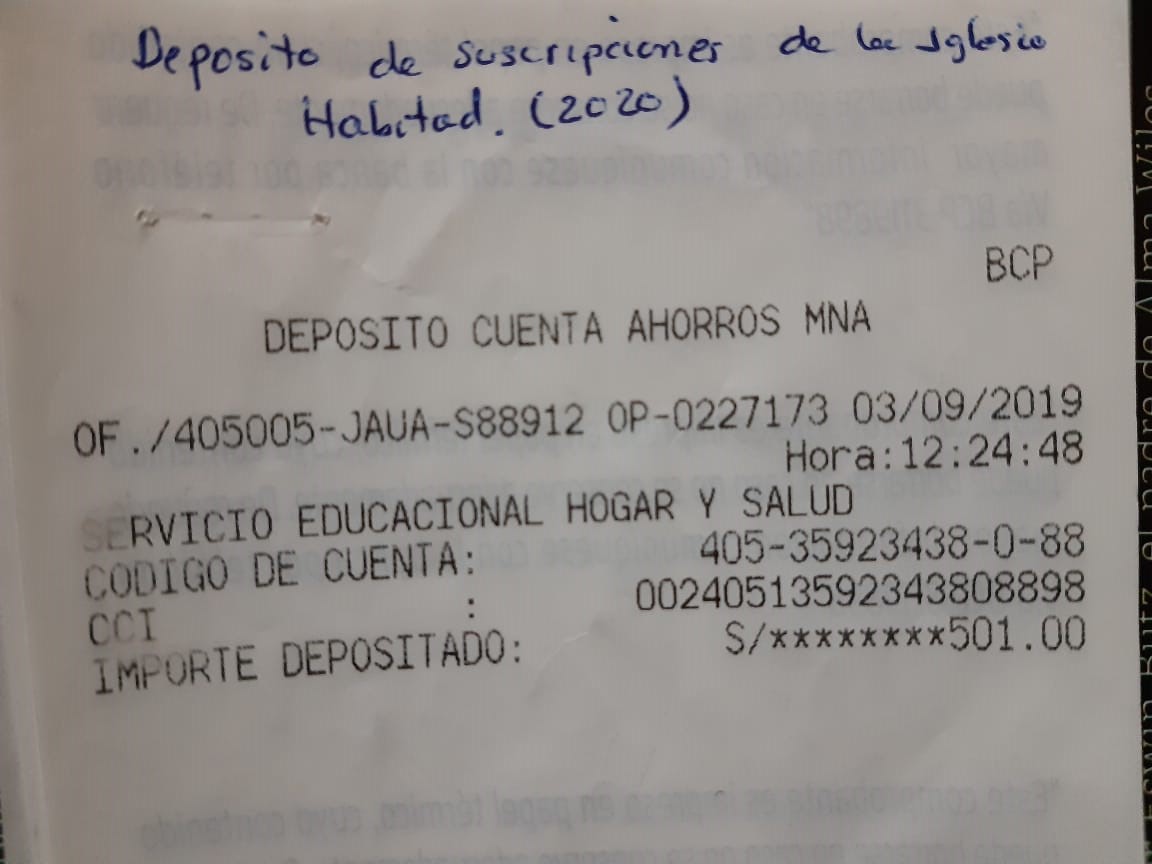 Deposito de suscripciones de la Iglesia
Habitad. (2020)
BCP
DEPOSITO CUENTA AHORROS MNA
OF./405005-JAUA-S88912 OP-0227173 03/09/2019
Hora:12:24:48
SERVICIO EDUCACIONAL HOGAR Y SALUD
CODIGO DE CUENTA: 405-35923438-0-88
CCI : 00240513592343808898
IMPORTE DEPOSITADO: S/********501.00